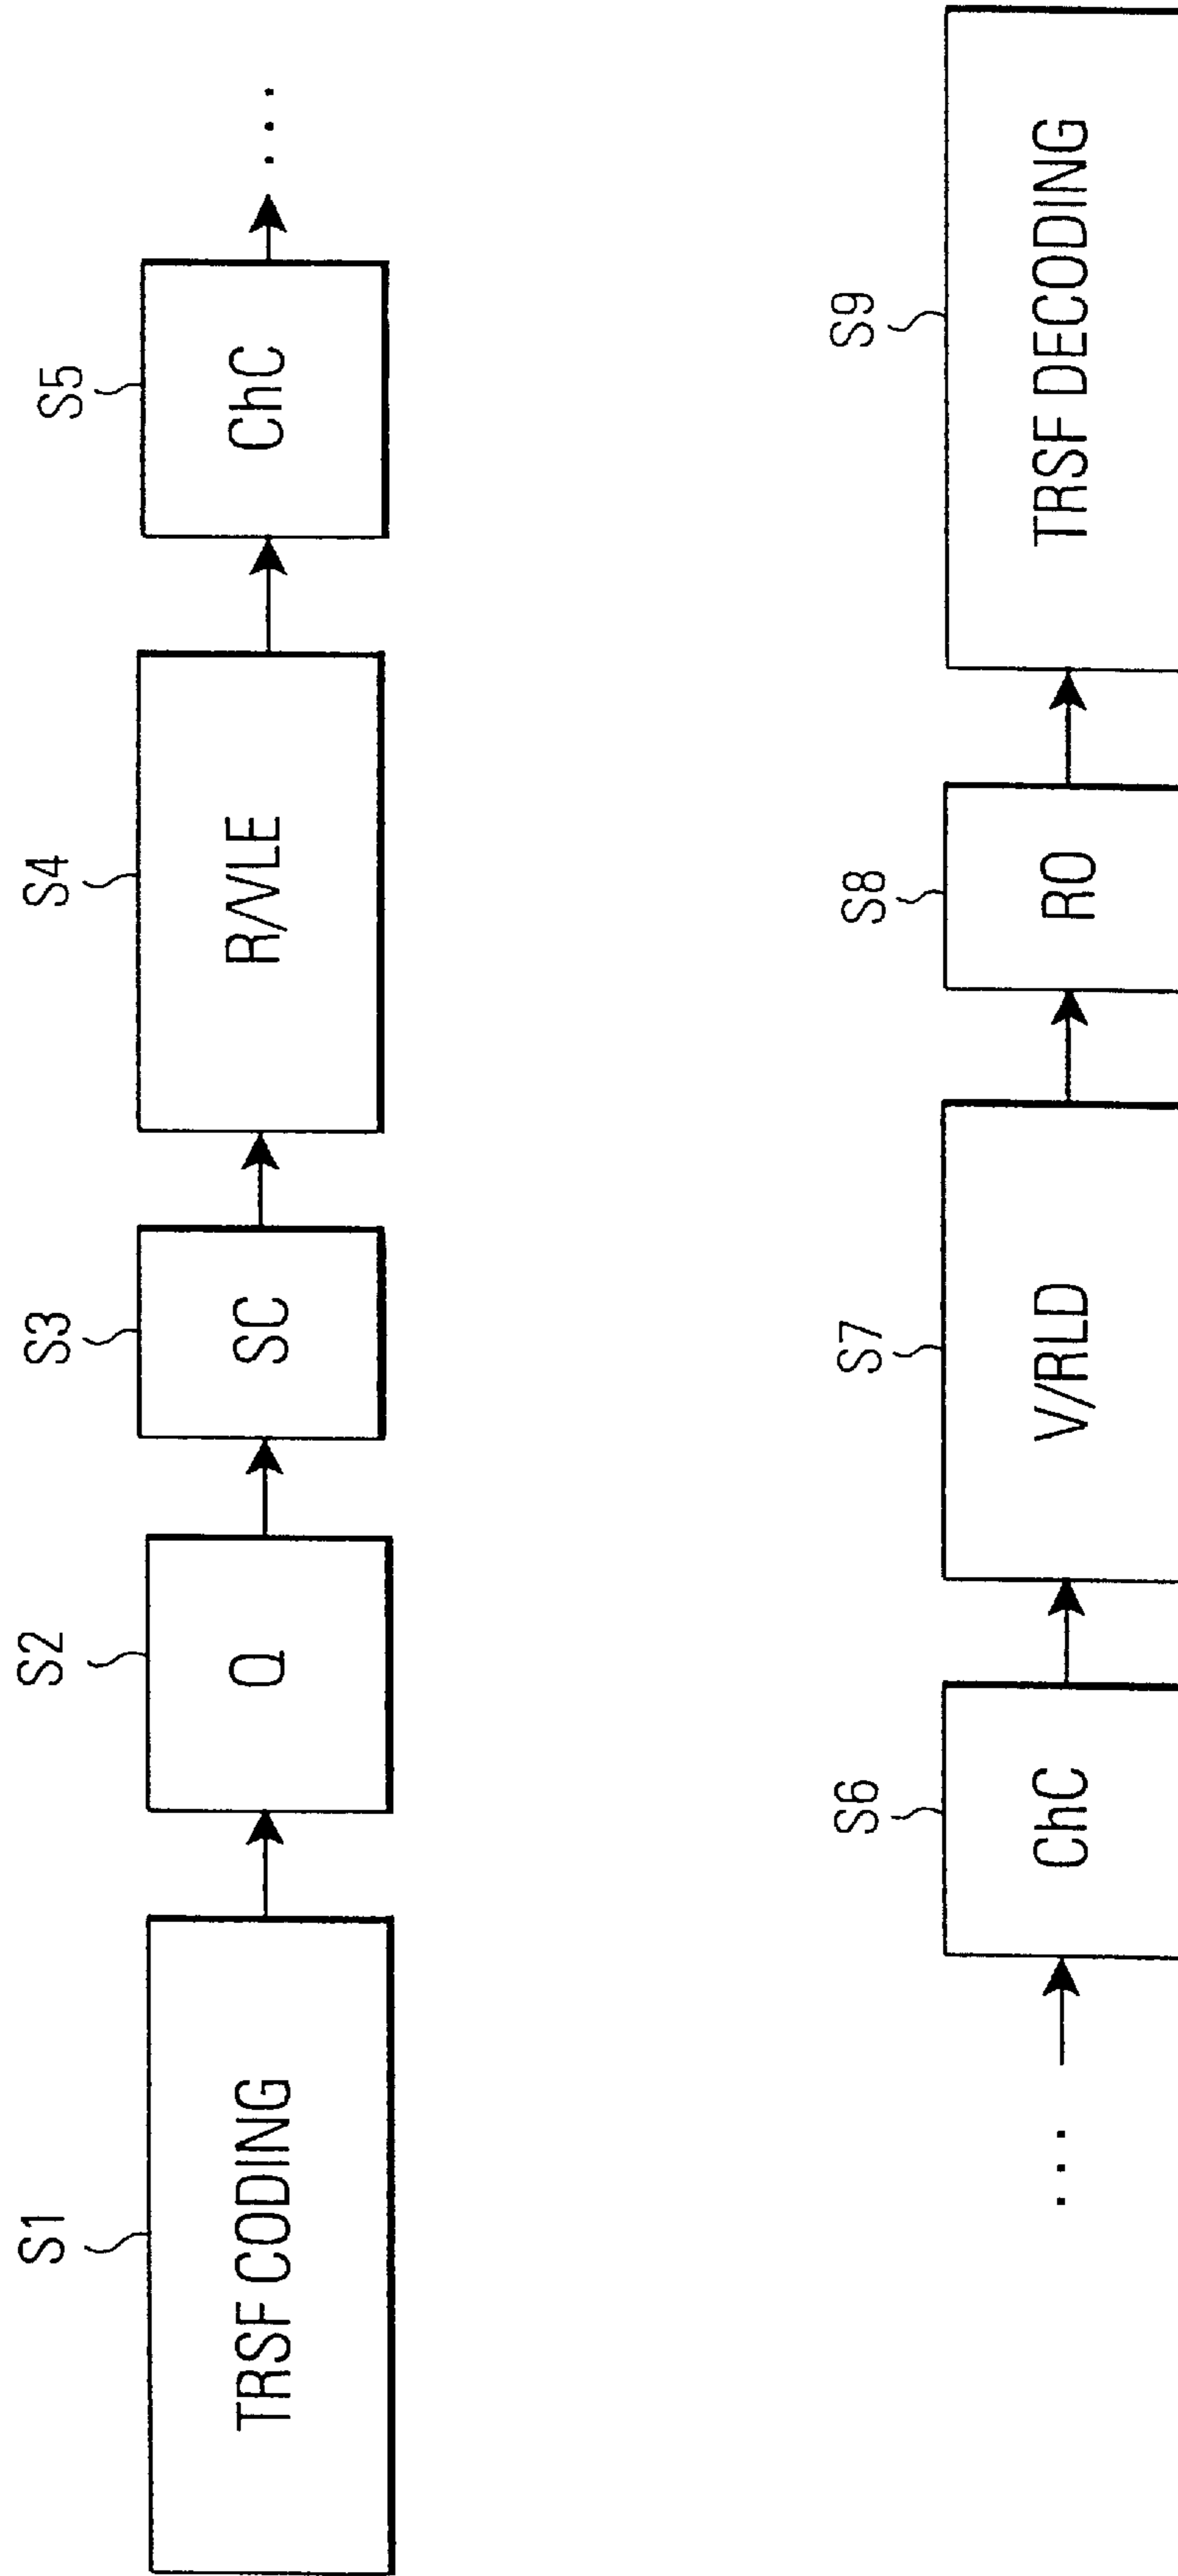 S1
TRSF CODING
S2
Q
S3
SC
S4
R/VLE
S5
ChC
...
...
S6
ChC
S7
V/RLD
S8
RO
S9
TRSF DECODING